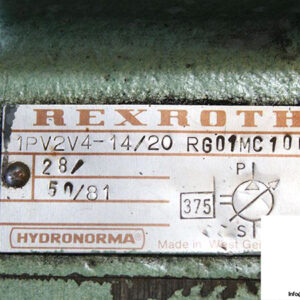 REXROTH
1PV2V4-14/20 RG01MC10
28/
50/81
P
375
S
HYDRONORMA
Made in West Ge